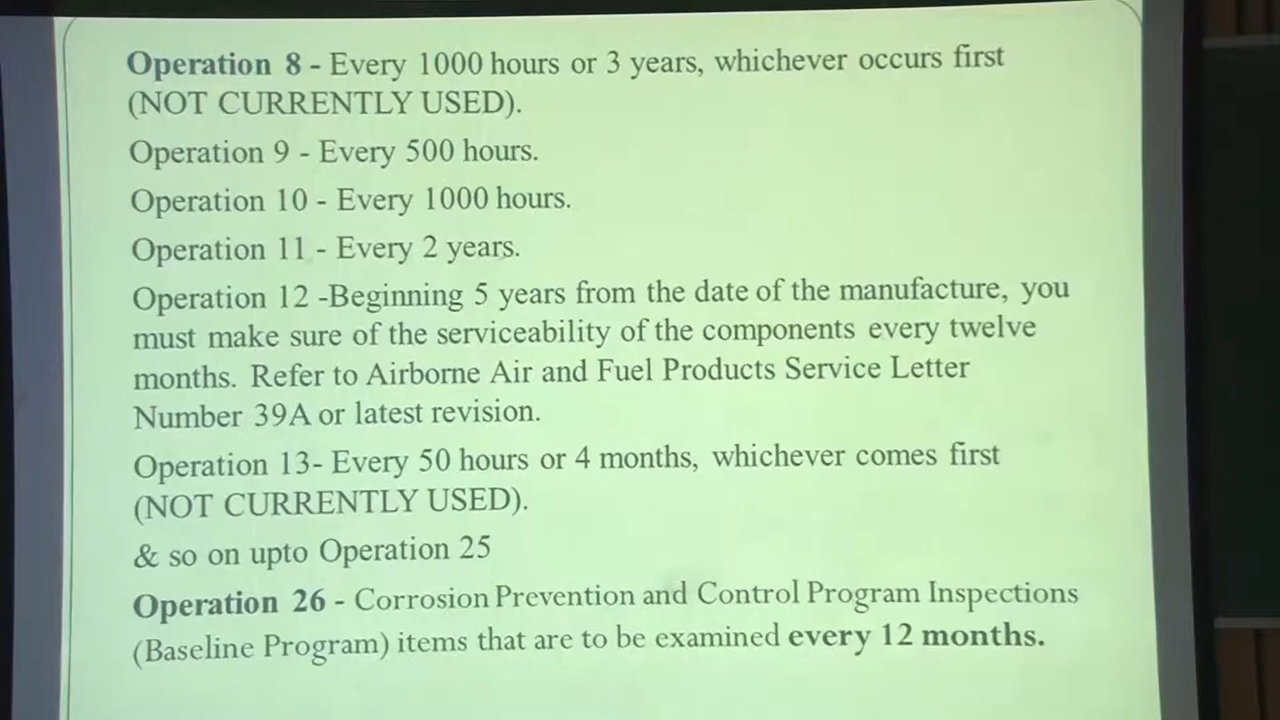 Operation 8 - Every 1000 hours or 3 years, whichever occurs first
(NOT CURRENTLY USED).
Operation 9 - Every 500 hours.
Operation 10 - Every 1000 hours.
Operation 11 - Every 2 years.
Operation 12 -Beginning 5 years from the date of the manufacture, you
must make sure of the serviceability of the components every twelve
months. Refer to Airborne Air and Fuel Products Service Letter
Number 39A or latest revision.
Operation 13- Every 50 hours or 4 months, whichever comes first
(NOT CURRENTLY USED).
& so on upto Operation 25
Operation 26 - Corrosion Prevention and Control Program Inspections
(Baseline Program) items that are to be examined every 12 months.